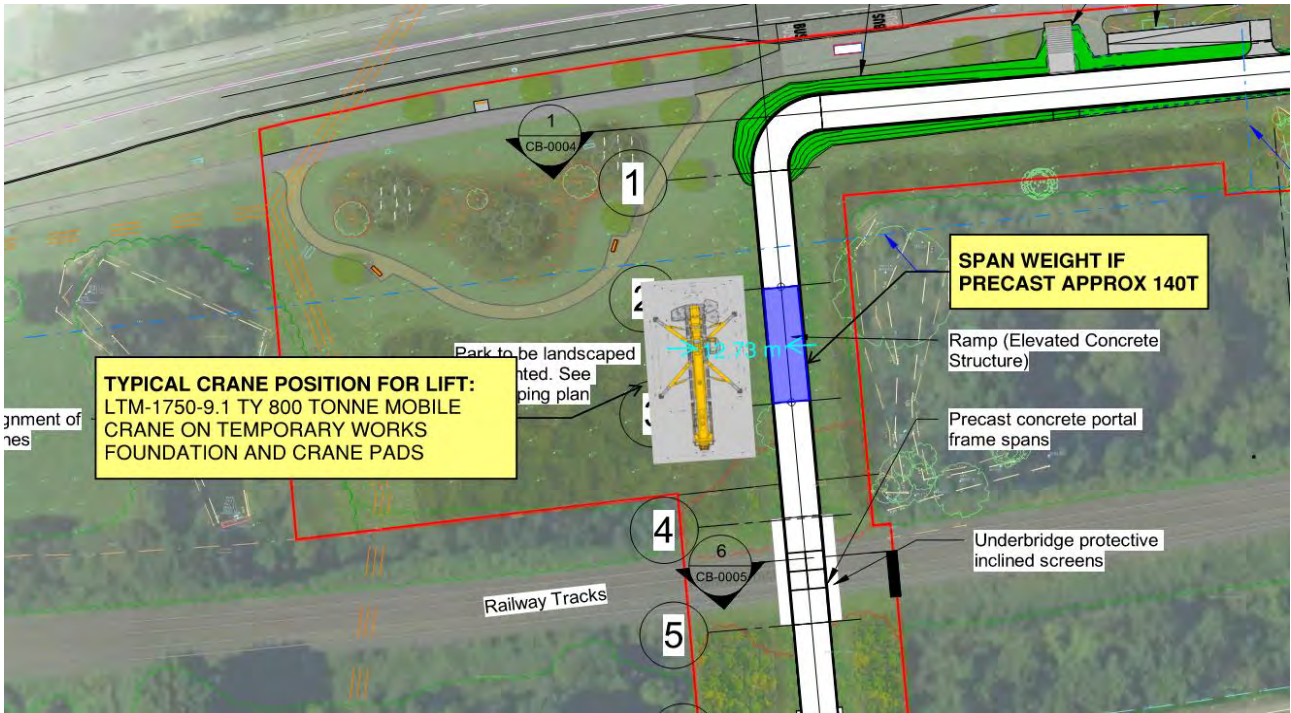 BUS
BUS
1
CB-0004
1
SPAN WEIGHT IF
PRECAST APPROX 140T
2
12.73 m
Ramp (Elevated Concrete
Structure)
Park to be landscaped
nted. See
ping plan
TYPICAL CRANE POSITION FOR LIFT:
LTM-1750-9.1 TY 800 TONNE MOBILE
CRANE ON TEMPORARY WORKS
FOUNDATION AND CRANE PADS
gnment of
nes
3
Precast concrete portal
frame spans
4
6
CB-0005
Underbridge protective
inclined screens
Railway Tracks
5